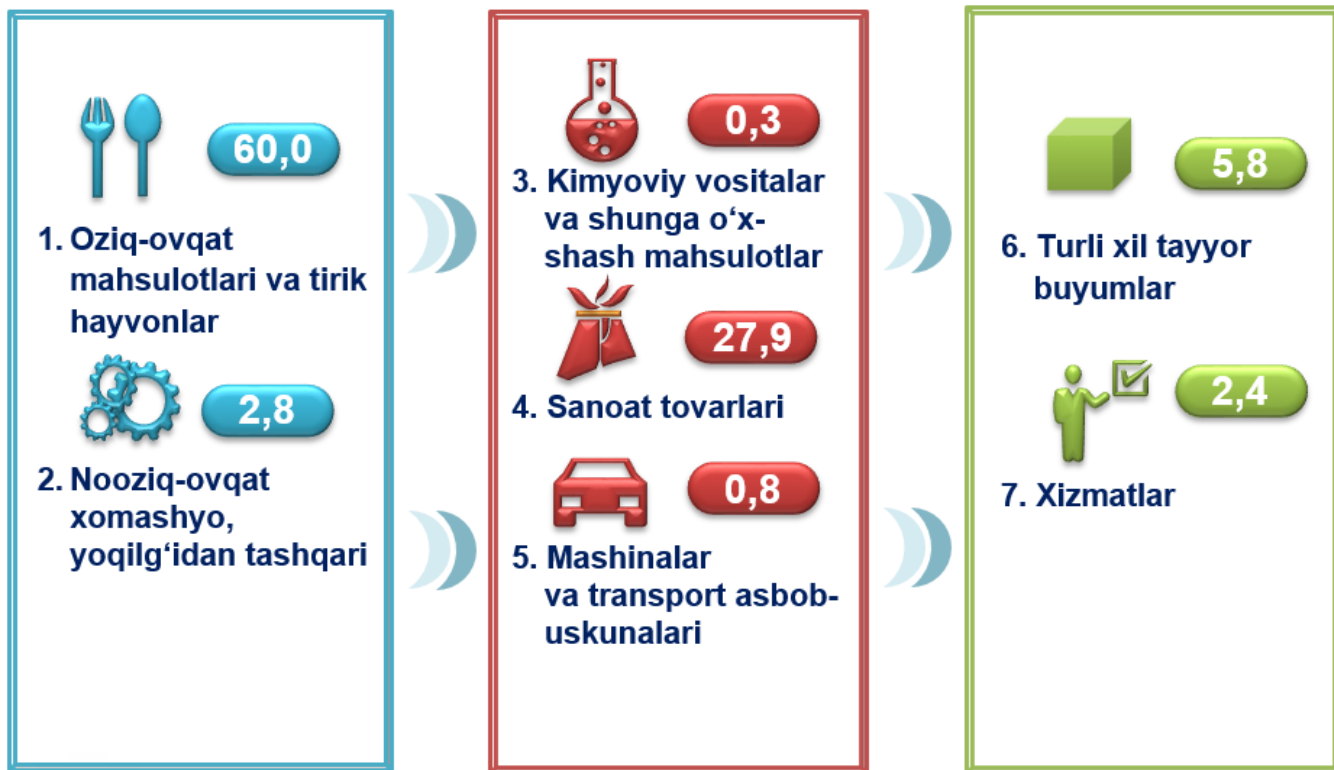 60,0
1. Oziq-ovqat
mahsulotlari va tirik
hayvonlar
2,8
2. Nooziq-ovqat
xomashyo,
yoqilg‘idan tashqari
0,3
3. Kimyoviy vositalar
va shunga o‘x-
shash mahsulotlar
27,9
4. Sanoat tovarlari
0,8
5. Mashinalar
va transport asbob-
uskunalari
5,8
6. Turli xil tayyor
buyumlar
2,4
7. Xizmatlar